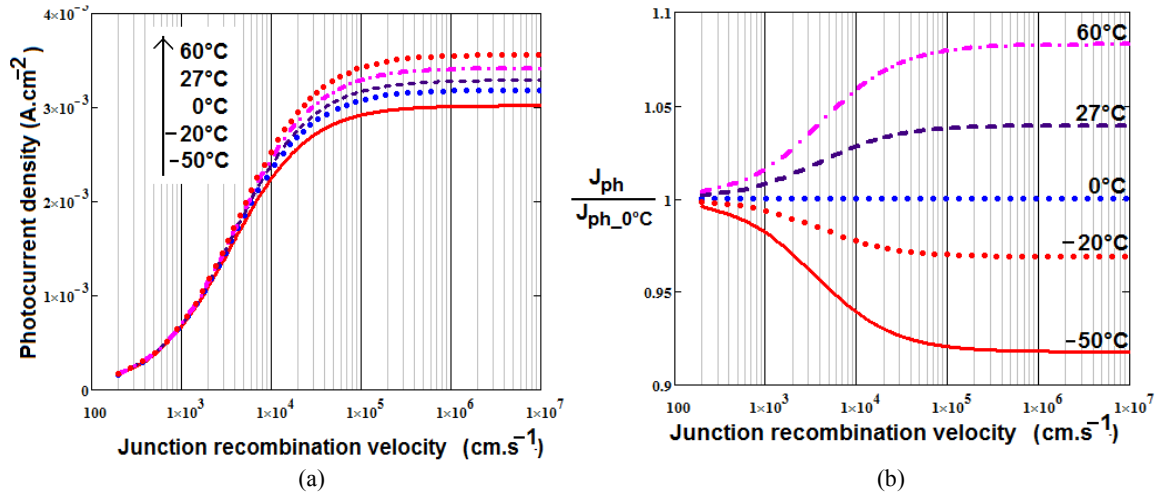 4×10⁻³
3×10⁻³
2×10⁻³
1×10⁻³
0
Photocurrent density (A.cm⁻²)
60°C
27°C
0°C
−20°C
−50°C
100
1×10³
1×10⁴
1×10⁵
1×10⁶
1×10⁷
Junction recombination velocity (cm.s⁻¹)
(a)
1.1
1.05
1
0.95
0.9
J_ph
J_ph_0°C
60°C
27°C
0°C
−20°C
−50°C
100
1×10³
1×10⁴
1×10⁵
1×10⁶
1×10⁷
Junction recombination velocity (cm.s⁻¹)
(b)